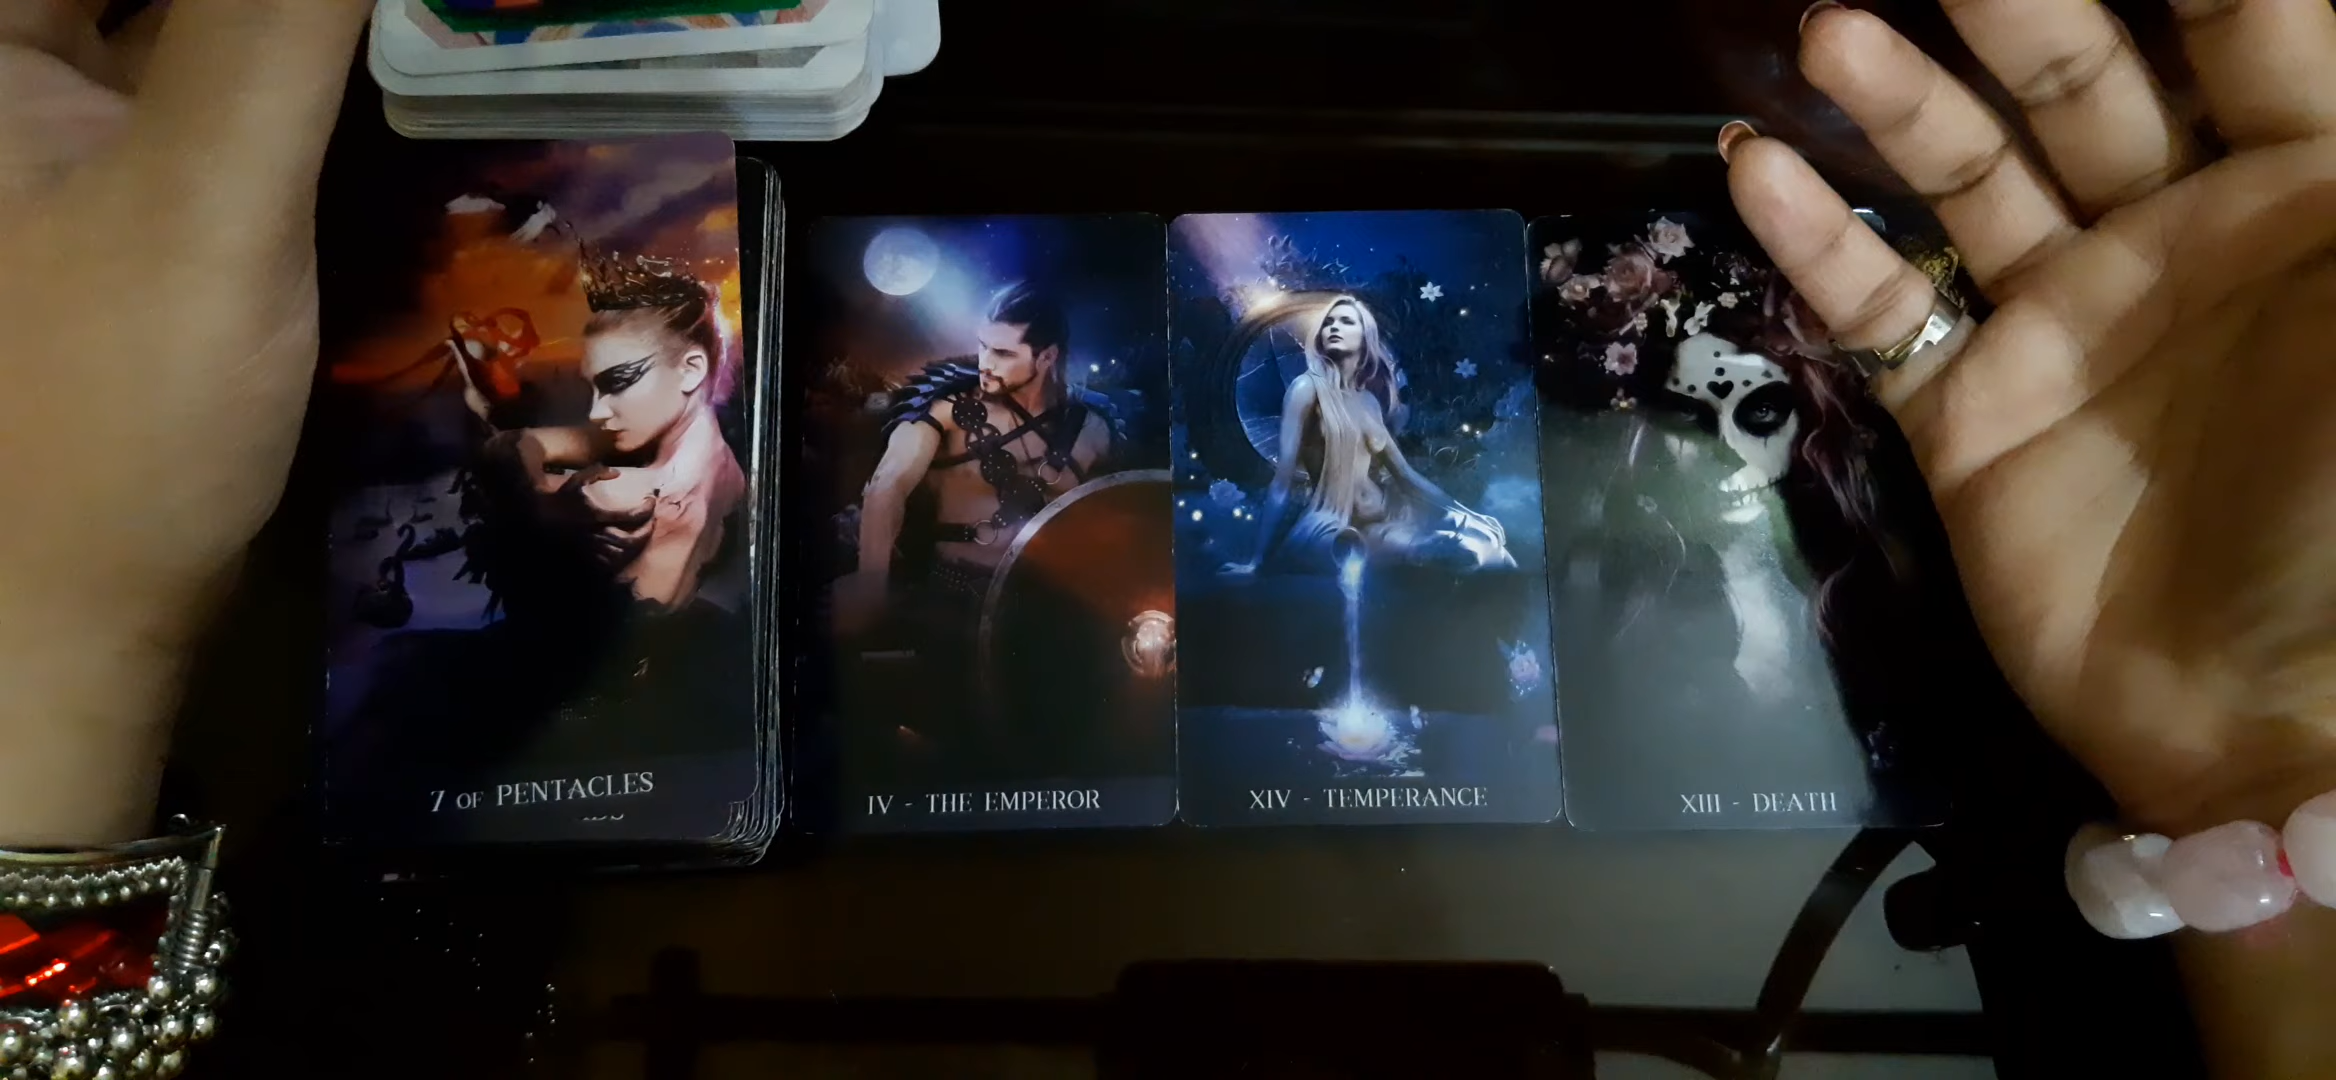 7 OF PENTACLES
IV - THE EMPEROR
XIV - TEMPERANCE
XIII - DEATH